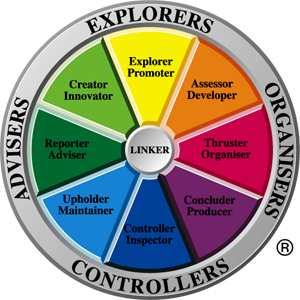 EXPLORERS
Explorer
Promoter
Creator
Innovator
Assessor
Developer
ADVISERS
Reporter
Adviser
LINKER
Thruster
Organiser
ORGANISERS
Upholder
Maintainer
Concluder
Producer
Controller
Inspector
CONTROLLERS
®